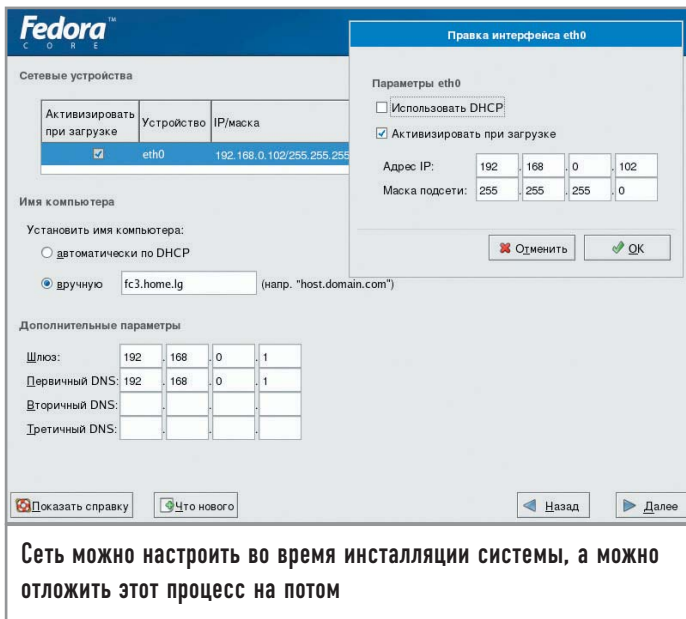 Fedora™
CORE
Сетевые устройства
Активизировать при загрузке
Устройство
IP/маска
eth0
192.168.0.102/255.255.255
Имя компьютера
Установить имя компьютера:
автоматически по DHCP
вручную
fc3.home.lg
(напр. "host.domain.com")
Дополнительные параметры
Шлюз: 192 . 168 . 0 . 1
Первичный DNS: 192 . 168 . 0 . 1
Вторичный DNS: . . .
Третичный DNS: . . .
Показать справку
Что нового
Назад
Далее
Правка интерфейса eth0
Параметры eth0
Использовать DHCP
Активизировать при загрузке
Адрес IP: 192 . 168 . 0 . 102
Маска подсети: 255 . 255 . 255 . 0
Отменить
OK
Сеть можно настроить во время инсталляции системы, а можно
отложить этот процесс на потом